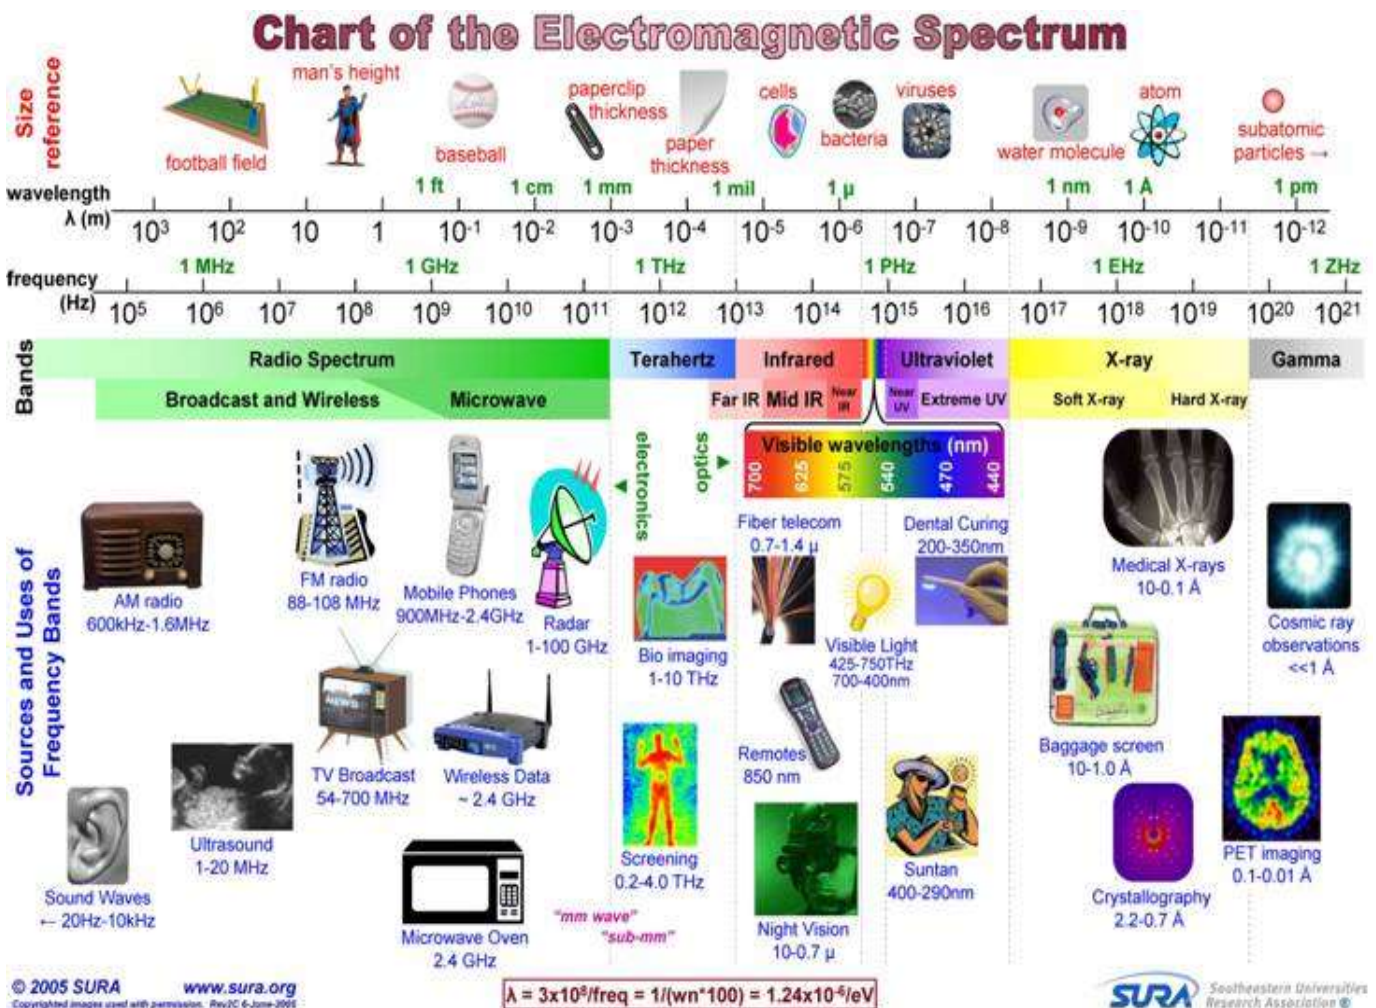 Chart of the Electromagnetic Spectrum
Size
reference
football field
man's height
baseball
paperclip
thickness
paper
thickness
cells
bacteria
viruses
water molecule
atom
subatomic
particles →
wavelength
λ (m)
1 ft 1 cm 1 mm 1 mil 1 µ 1 nm 1 Å 1 pm
10³ 10² 10 1 10⁻¹ 10⁻² 10⁻³ 10⁻⁴ 10⁻⁵ 10⁻⁶ 10⁻⁷ 10⁻⁸ 10⁻⁹ 10⁻¹⁰ 10⁻¹¹ 10⁻¹²
frequency
(Hz)
1 MHz 1 GHz 1 THz 1 PHz 1 EHz 1 ZHz
10⁵ 10⁶ 10⁷ 10⁸ 10⁹ 10¹⁰ 10¹¹ 10¹² 10¹³ 10¹⁴ 10¹⁵ 10¹⁶ 10¹⁷ 10¹⁸ 10¹⁹ 10²⁰ 10²¹
Bands
Radio Spectrum Terahertz Infrared Ultraviolet X-ray Gamma
Broadcast and Wireless Microwave Far IR Mid IR Near IR Near UV Extreme UV Soft X-ray Hard X-ray
electronics
optics
Visible wavelengths (nm)
700 625 575 540 470 440
Sources and Uses of
Frequency Bands
AM radio
600kHz-1.6MHz
FM radio
88-108 MHz
Mobile Phones
900MHz-2.4GHz
Radar
1-100 GHz
Bio imaging
1-10 THz
Fiber telecom
0.7-1.4 µ
Visible Light
425-750THz
700-400nm
Dental Curing
200-350nm
Medical X-rays
10-0.1 Å
Cosmic ray
observations
<<1 Å
Sound Waves
← 20Hz-10kHz
Ultrasound
1-20 MHz
TV Broadcast
54-700 MHz
NEWS
Wireless Data
~ 2.4 GHz
Microwave Oven
2.4 GHz
Screening
0.2-4.0 THz
"mm wave"
"sub-mm"
Remotes
850 nm
Night Vision
10-0.7 µ
Suntan
400-290nm
Baggage screen
10-1.0 Å
Crystallography
2.2-0.7 Å
PET imaging
0.1-0.01 Å
© 2005 SURA www.sura.org
Copyrighted images used with permission. Rev2C 6-June-2005
λ = 3x10⁸/freq = 1/(wn*100) = 1.24x10⁻⁶/eV
SURA
Southeastern Universities
Research Association ®